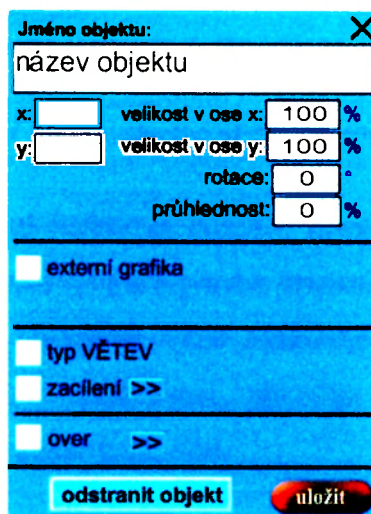 Jméno objektu:
název objektu
x: velikost v ose x: 100 %
y: velikost v ose y: 100 %
rotace: 0 °
průhlednost: 0 %
externí grafika
typ VĚTEV
zacílení >>
over >>
odstranit objekt uložit